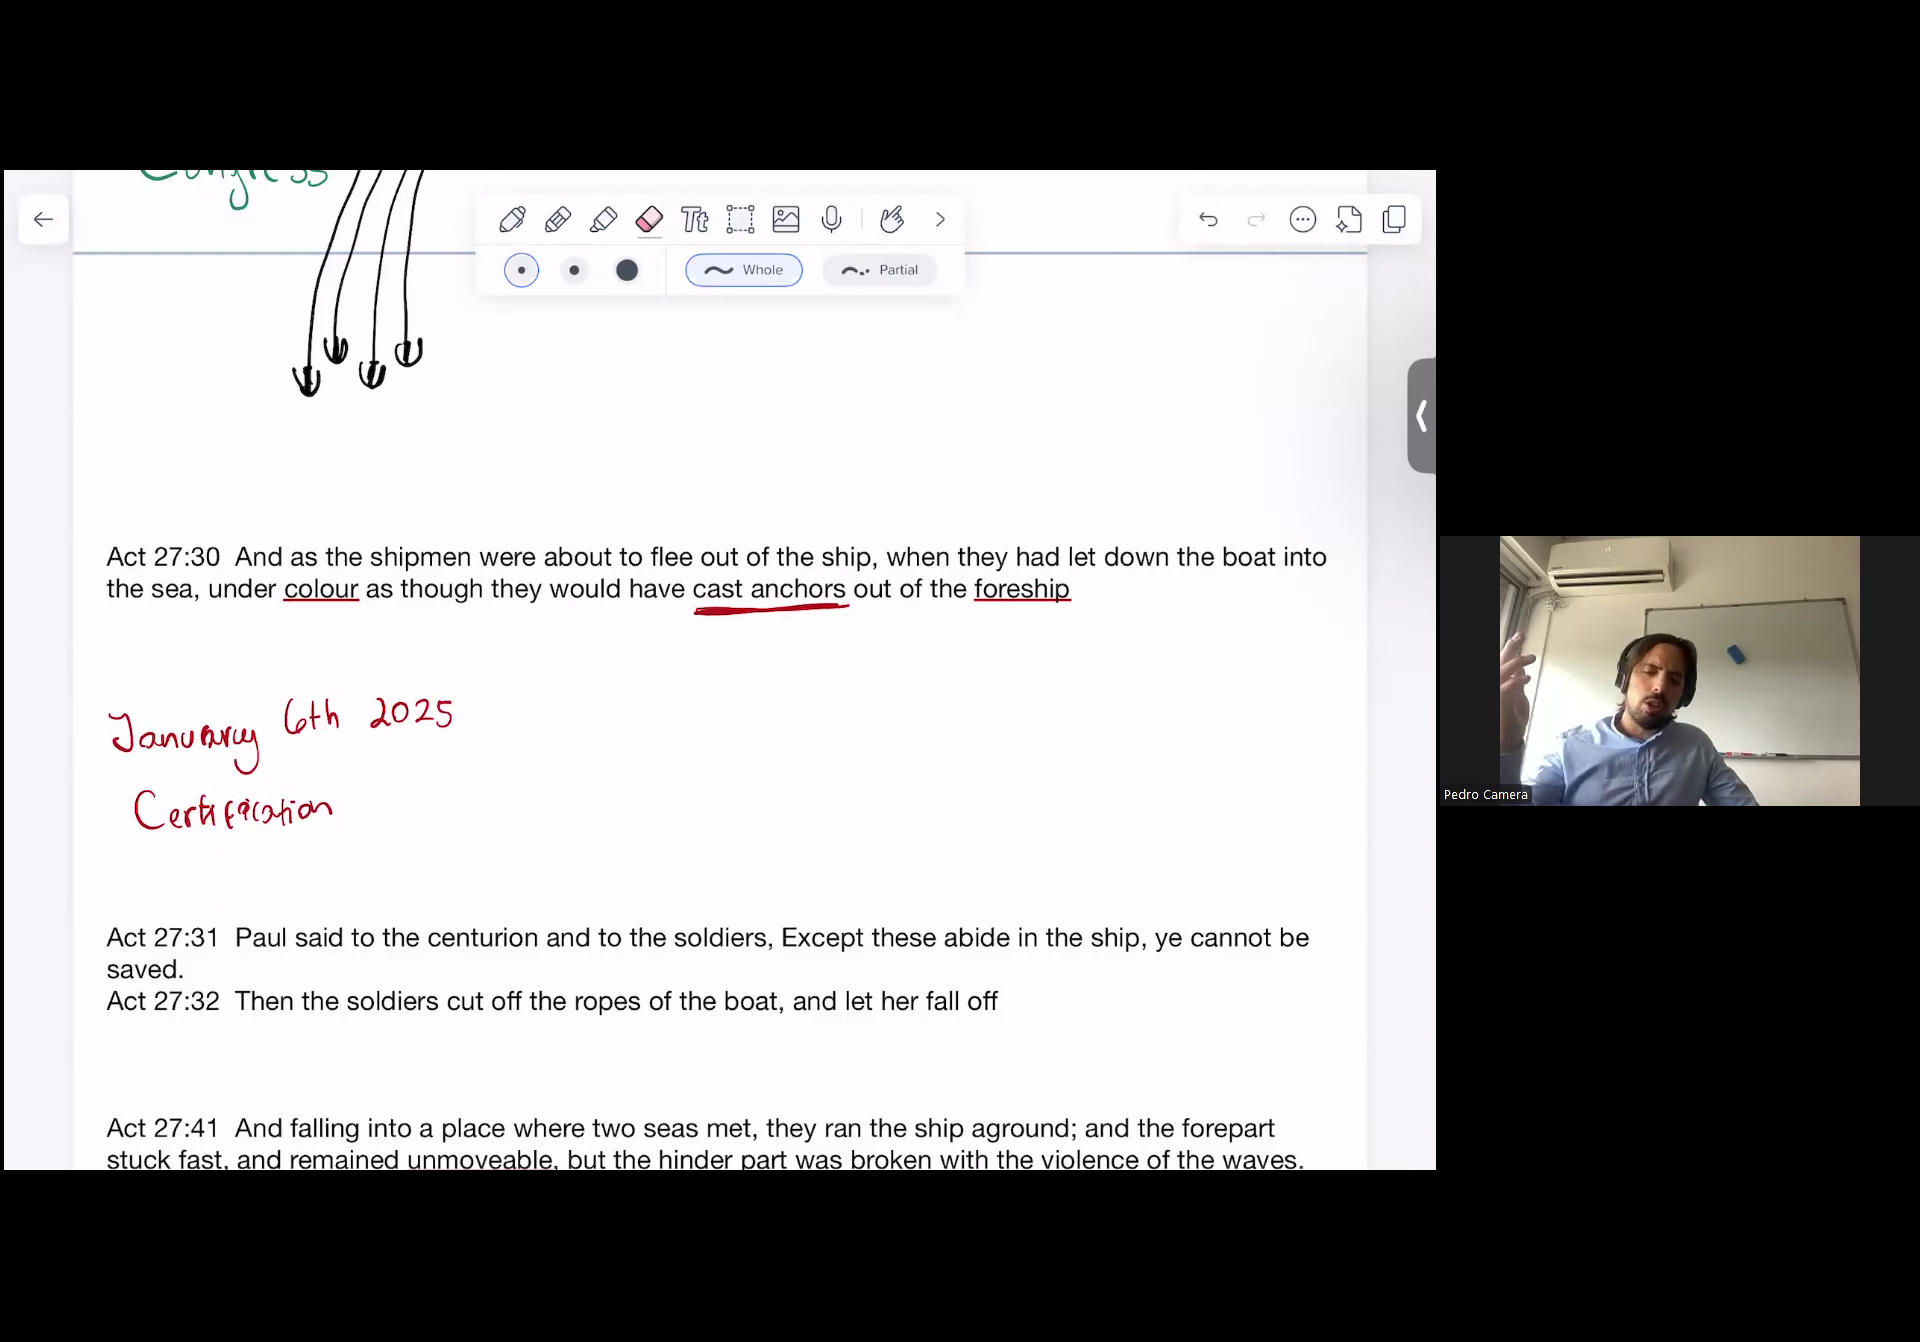 Congress
Whole
Partial
Act 27:30 And as the shipmen were about to flee out of the ship, when they had let down the boat into
the sea, under colour as though they would have cast anchors out of the foreship
January 6th 2025
Certification
Act 27:31 Paul said to the centurion and to the soldiers, Except these abide in the ship, ye cannot be
saved.
Act 27:32 Then the soldiers cut off the ropes of the boat, and let her fall off
Act 27:41 And falling into a place where two seas met, they ran the ship aground; and the forepart
stuck fast, and remained unmoveable, but the hinder part was broken with the violence of the waves.
Pedro Camera